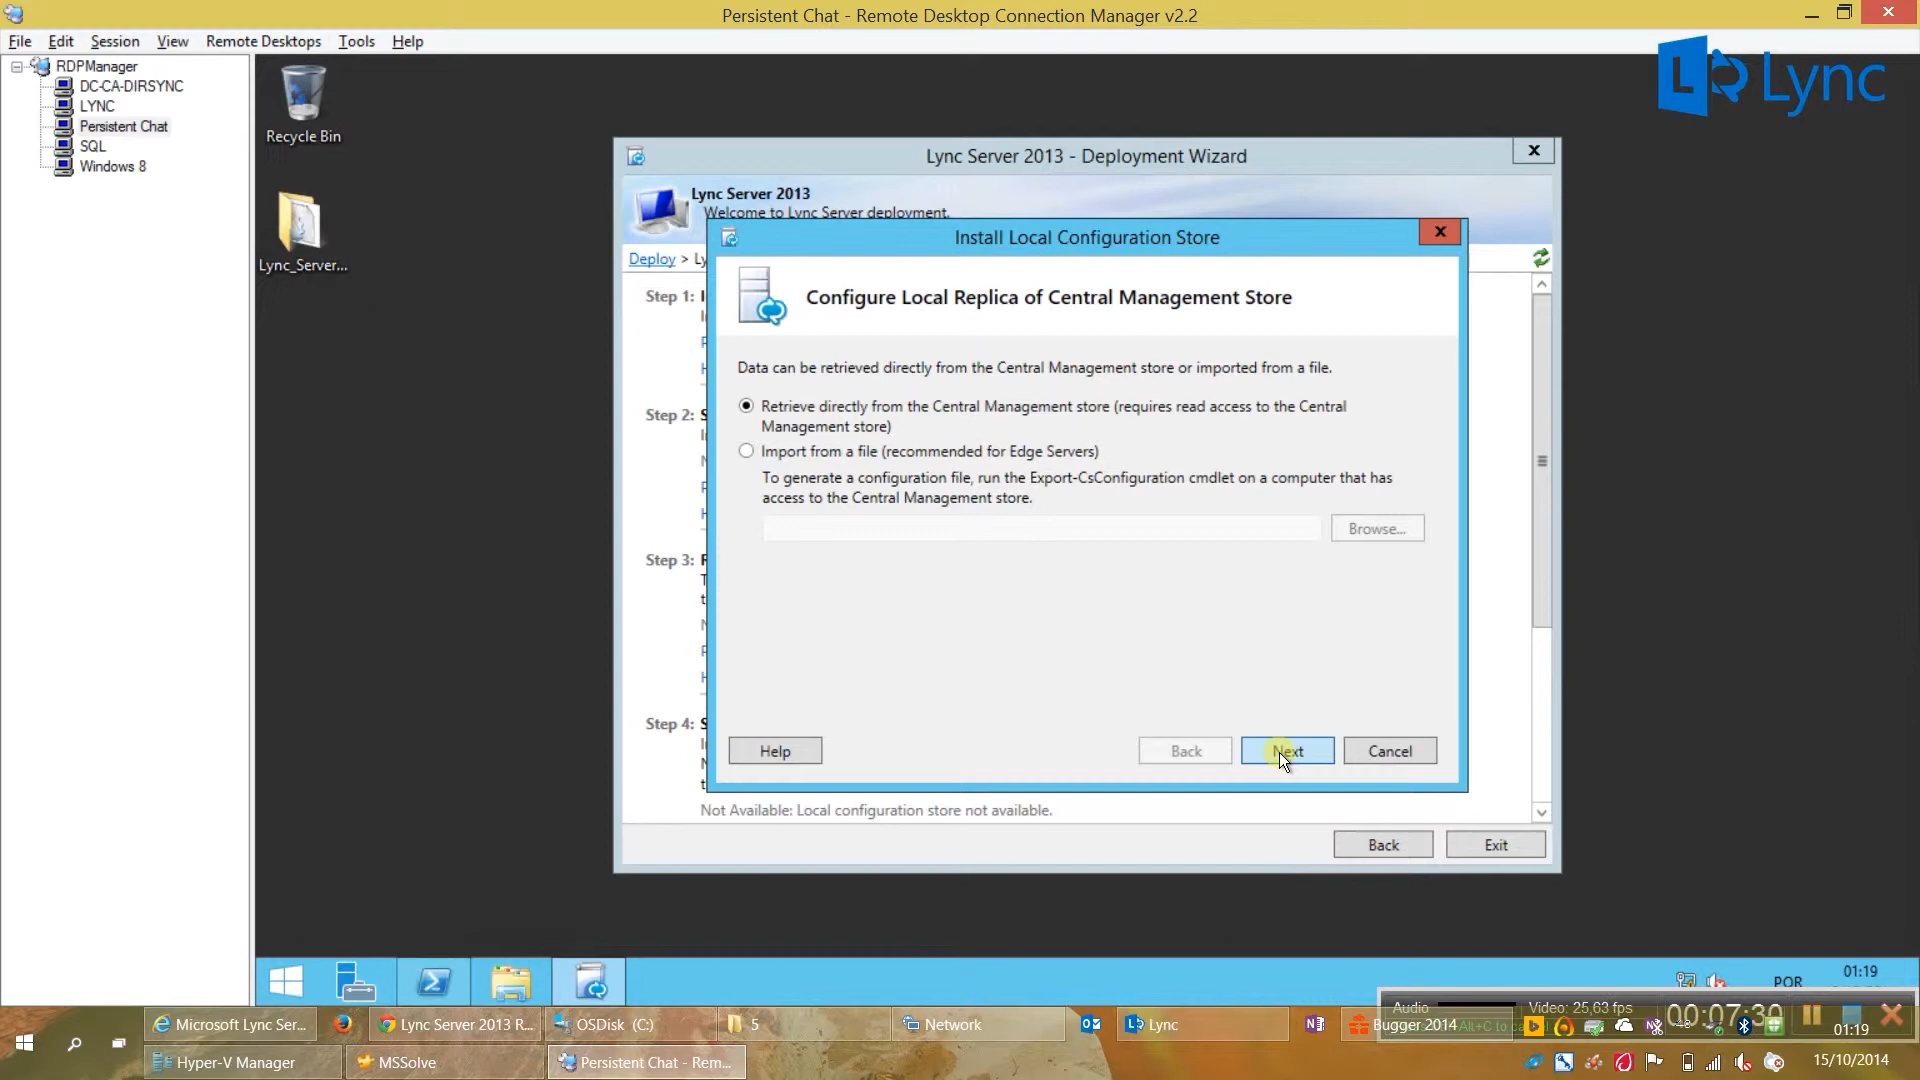 Persistent Chat - Remote Desktop Connection Manager v2.2
File Edit Session View Remote Desktops Tools Help
RDPManager
DC-CA-DIRSYNC
LYNC
Persistent Chat
SQL
Windows 8
Recycle Bin
Lync_Server...
Lync
Lync Server 2013 - Deployment Wizard
Lync Server 2013
Welcome to Lync Server deployment.
Deploy > Ly
Install Local Configuration Store
Configure Local Replica of Central Management Store
Data can be retrieved directly from the Central Management store or imported from a file.
Retrieve directly from the Central Management store (requires read access to the Central
Management store)
Import from a file (recommended for Edge Servers)
To generate a configuration file, run the Export-CsConfiguration cmdlet on a computer that has
access to the Central Management store.
Browse...
Help Back Next Cancel
Step 1:
Step 2:
Step 3:
Step 4:
Not Available: Local configuration store not available.
Back Exit
POR
01:19
Microsoft Lync Ser...
Lync Server 2013 R...
OSDisk (C:)
5
Network
Lync
Bugger 2014
Audio
Video: 25,63 fps
00:07:30
01:19
Hyper-V Manager
MSSolve
Persistent Chat - Rem...
15/10/2014